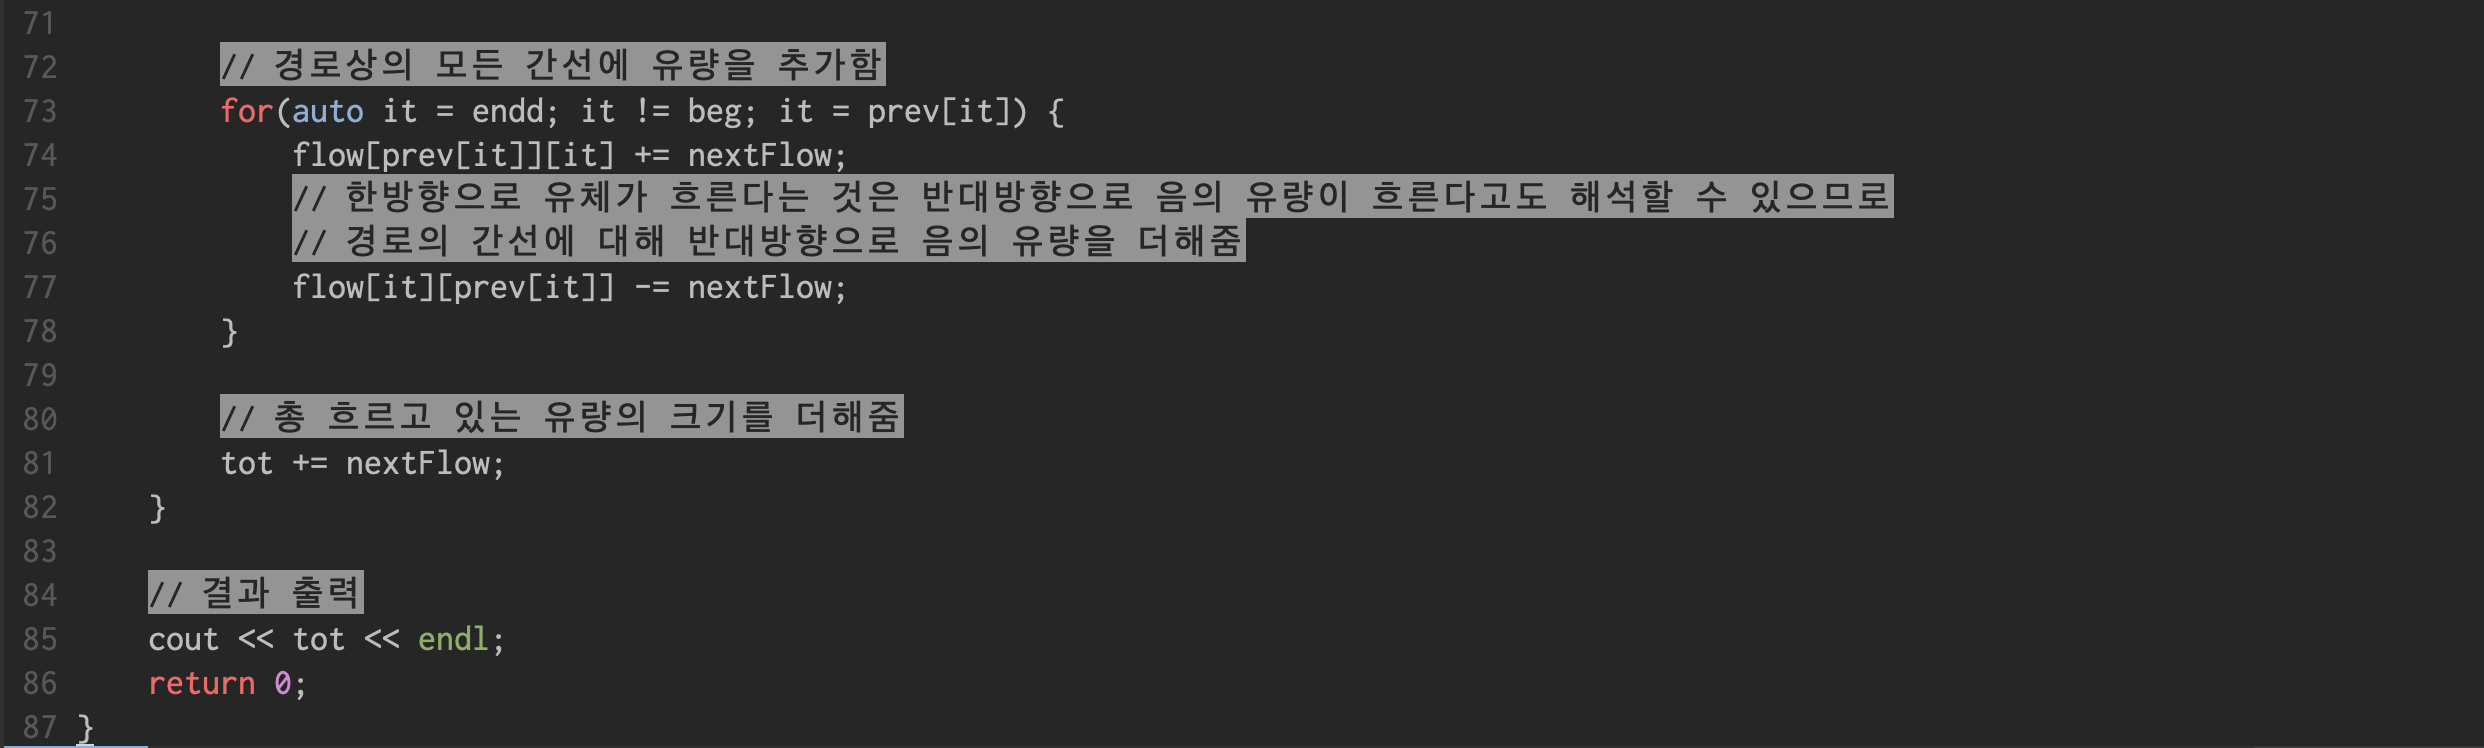 71
72 // 경로상의 모든 간선에 유량을 추가함
73 for(auto it = endd; it != beg; it = prev[it]) {
74 flow[prev[it]][it] += nextFlow;
75 // 한방향으로 유체가 흐른다는 것은 반대방향으로 음의 유량이 흐른다고도 해석할 수 있으므로
76 // 경로의 간선에 대해 반대방향으로 음의 유량을 더해줌
77 flow[it][prev[it]] -= nextFlow;
78 }
79
80 // 총 흐르고 있는 유량의 크기를 더해줌
81 tot += nextFlow;
82 }
83
84 // 결과 출력
85 cout << tot << endl;
86 return 0;
87 }